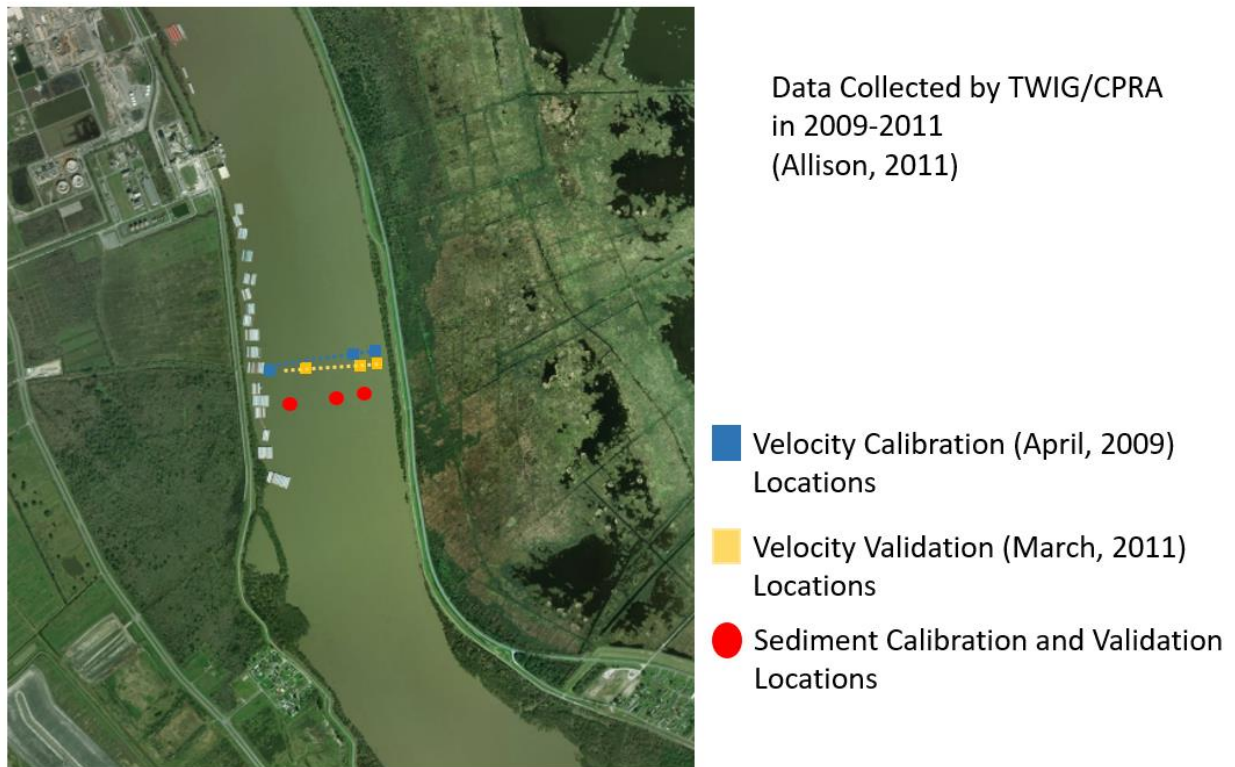 Data Collected by TWIG/CPRA
in 2009-2011
(Allison, 2011)
Velocity Calibration (April, 2009)
Locations
Velocity Validation (March, 2011)
Locations
Sediment Calibration and Validation
Locations